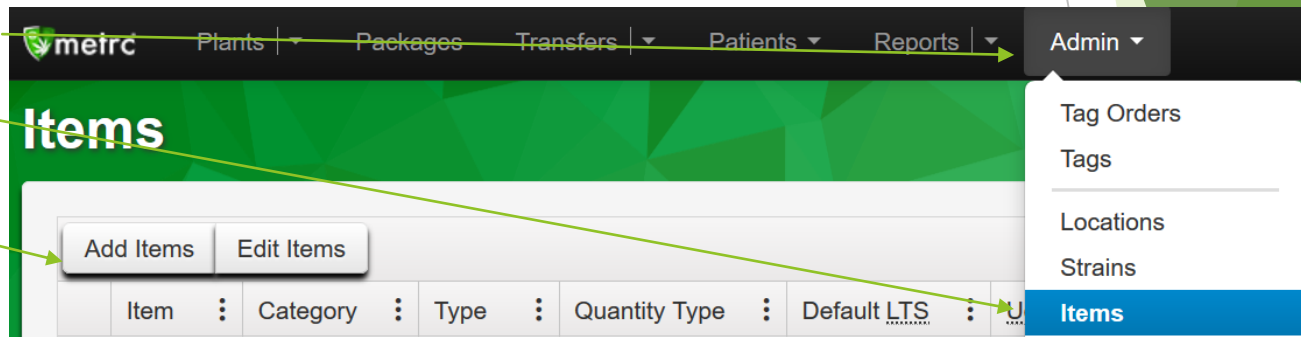 metrc Plants Packages Transfers Patients Reports Admin
Items
Tag Orders
Tags
Locations
Strains
Items
Add Items Edit Items
Item Category Type Quantity Type Default LTS